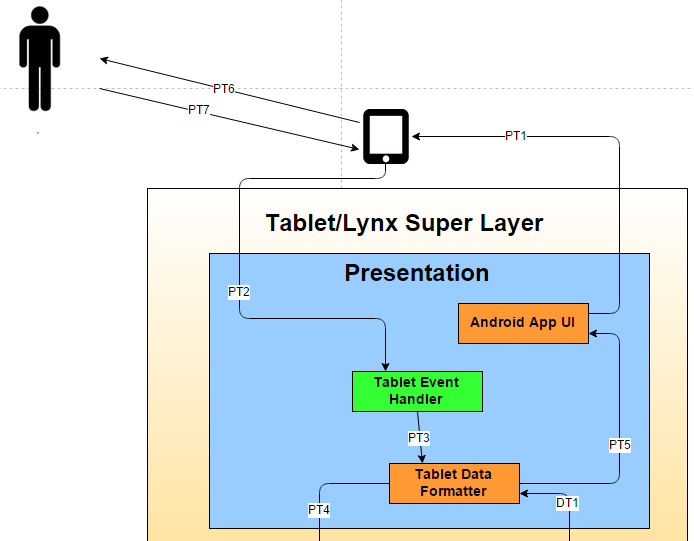 PT6
PT7
PT1
Tablet/Lynx Super Layer
Presentation
PT2
Android App UI
Tablet Event
Handler
PT3
PT5
Tablet Data
Formatter
PT4
DT1